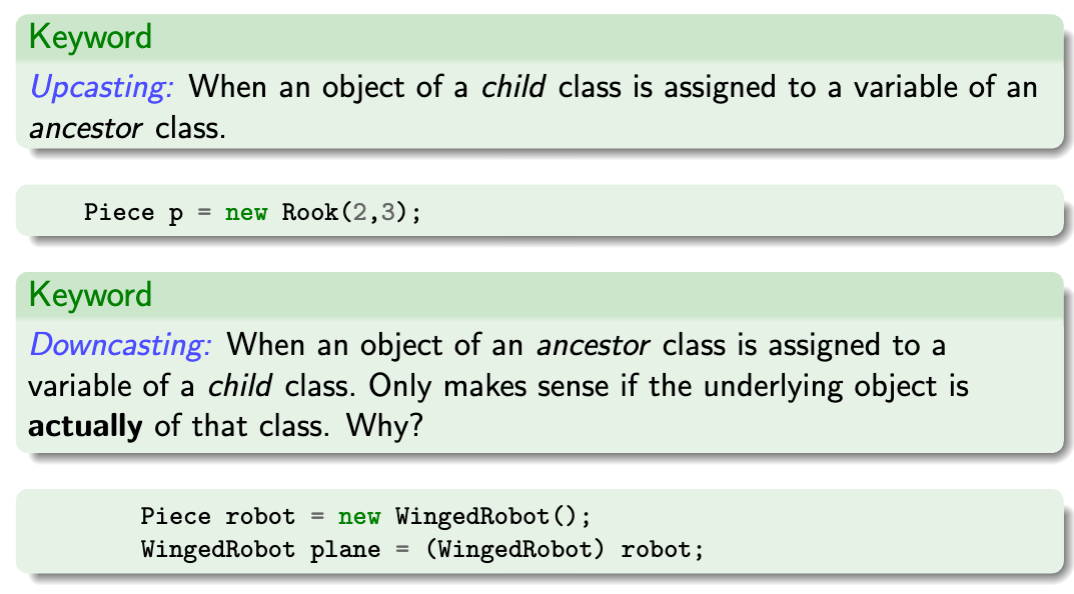 Keyword
Upcasting: When an object of a child class is assigned to a variable of an
ancestor class.
Piece p = new Rook(2,3);
Keyword
Downcasting: When an object of an ancestor class is assigned to a
variable of a child class. Only makes sense if the underlying object is
actually of that class. Why?
Piece robot = new WingedRobot();
WingedRobot plane = (WingedRobot) robot;